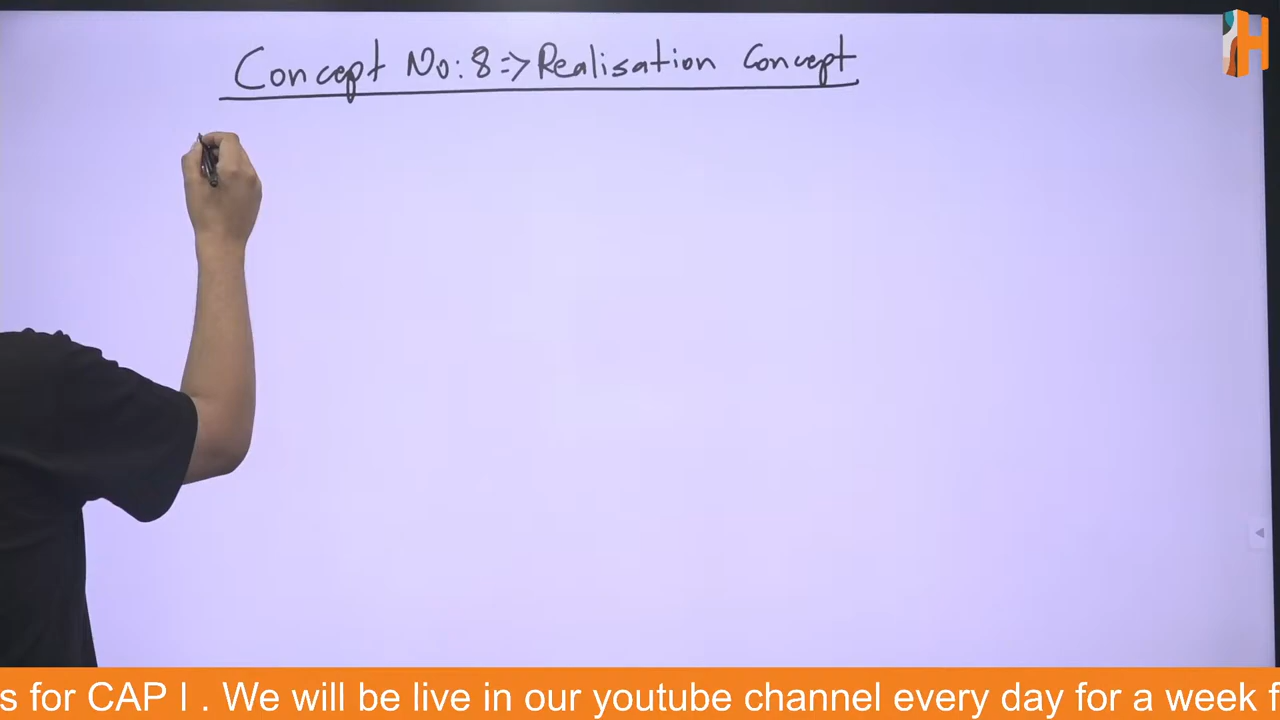 Concept No: 8 => Realisation Concept
H
s for CAP I . We will be live in our youtube channel every day for a week f